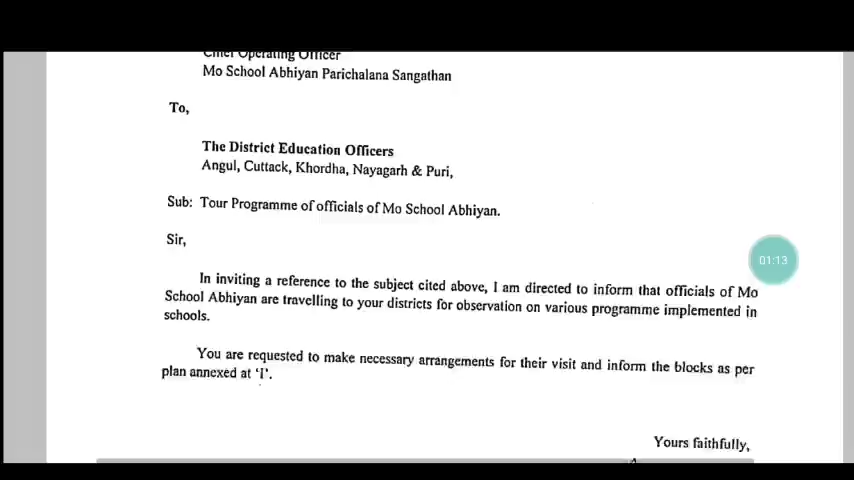 Chief Operating Officer
Mo School Abhiyan Parichalana Sangathan
To,
The District Education Officers
Angul, Cuttack, Khordha, Nayagarh & Puri,
Sub: Tour Programme of officials of Mo School Abhiyan.
Sir,
In inviting a reference to the subject cited above, I am directed to inform that officials of Mo
School Abhiyan are travelling to your districts for observation on various programme implemented in
schools.
You are requested to make necessary arrangements for their visit and inform the blocks as per
plan annexed at 'I'.
Yours faithfully,
01:13